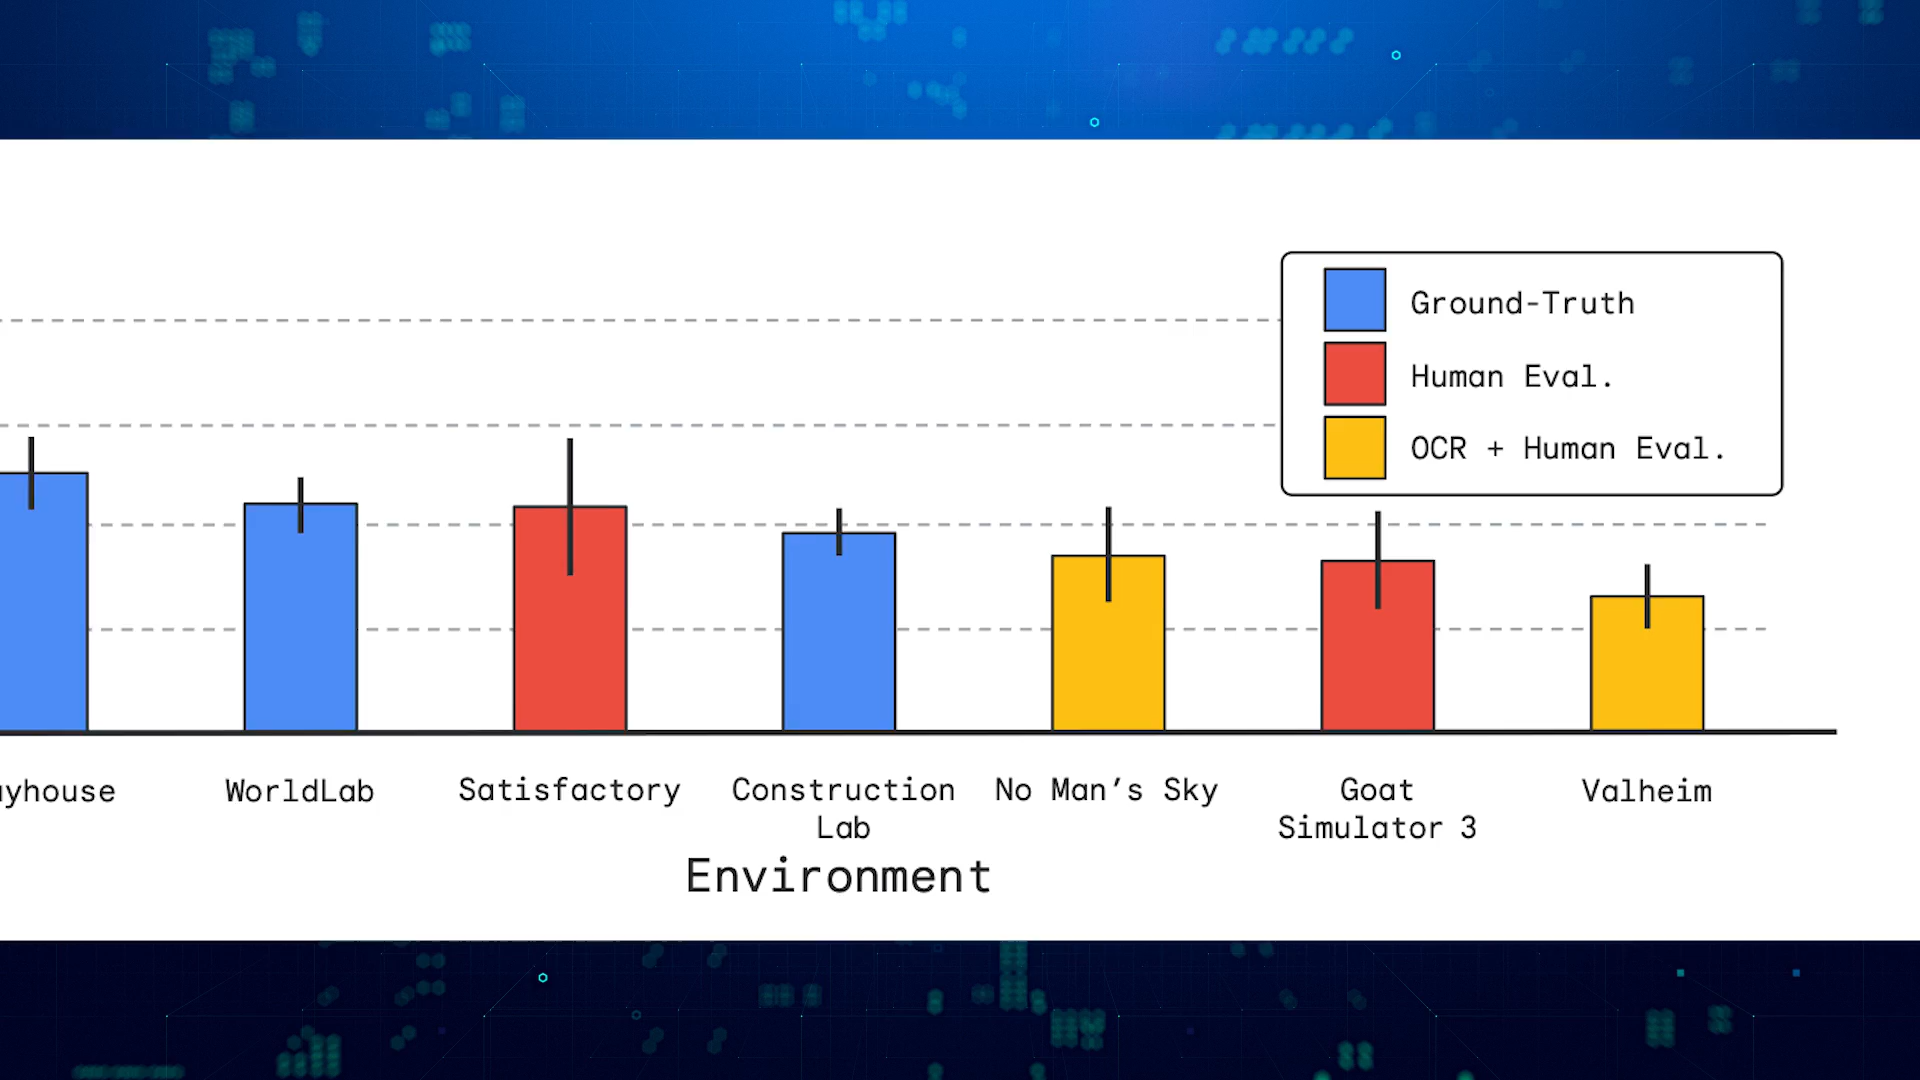 Ground-Truth
Human Eval.
OCR + Human Eval.
yhouse WorldLab Satisfactory Construction No Man’s Sky Goat Valheim
Lab Simulator 3
Environment